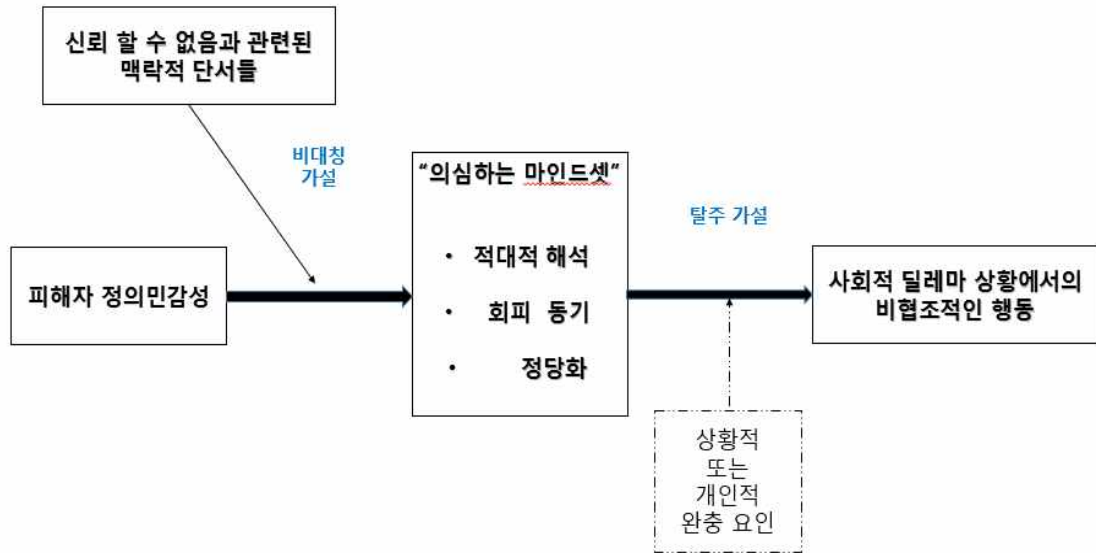 신뢰 할 수 없음과 관련된
맥락적 단서들
비대칭
가설
“의심하는 마인드셋”
• 적대적 해석
• 회피 동기
• 정당화
탈주 가설
피해자 정의민감성
사회적 딜레마 상황에서의
비협조적인 행동
상황적
또는
개인적
완충 요인